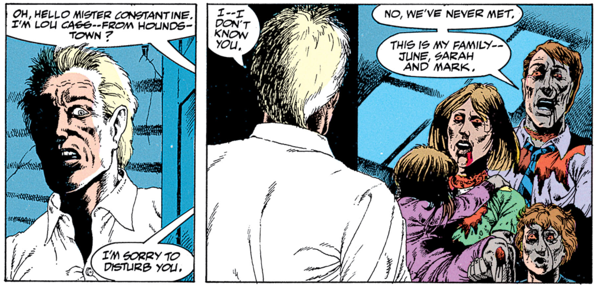 OH, HELLO MISTER CONSTANTINE.
I'M LOU CASS--FROM HOUNDS-
TOWN?
I'M SORRY TO
DISTURB YOU.
I--I
DON'T
KNOW
YOU.
NO, WE'VE NEVER MET.
THIS IS MY FAMILY--
JUNE, SARAH
AND MARK.